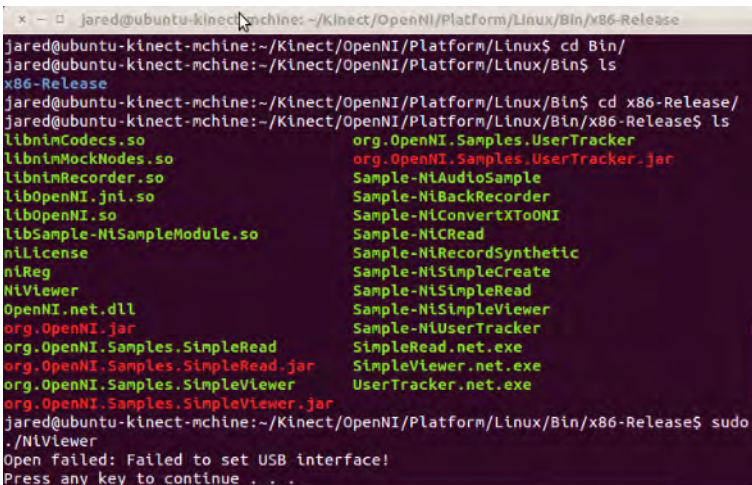 jared@ubuntu-kinect-mchine: ~/Kinect/OpenNI/Platform/Linux/Bin/x86-Release
jared@ubuntu-kinect-mchine:~/Kinect/OpenNI/Platform/Linux$ cd Bin/
jared@ubuntu-kinect-mchine:~/Kinect/OpenNI/Platform/Linux/Bin$ ls
x86-Release
jared@ubuntu-kinect-mchine:~/Kinect/OpenNI/Platform/Linux/Bin$ cd x86-Release/
jared@ubuntu-kinect-mchine:~/Kinect/OpenNI/Platform/Linux/Bin/x86-Release$ ls
libnimCodecs.so org.OpenNI.Samples.UserTracker
libnimMockNodes.so org.OpenNI.Samples.UserTracker.jar
libnimRecorder.so Sample-NiAudioSample
libOpenNI.jni.so Sample-NiBackRecorder
libOpenNI.so Sample-NiConvertXToONI
libSample-NiSampleModule.so Sample-NiCRead
niLicense Sample-NiRecordSynthetic
niReg Sample-NiSimpleCreate
NiViewer Sample-NiSimpleRead
OpenNI.net.dll Sample-NiSimpleViewer
org.OpenNI.jar Sample-NiUserTracker
org.OpenNI.Samples.SimpleRead SimpleRead.net.exe
org.OpenNI.Samples.SimpleRead.jar SimpleViewer.net.exe
org.OpenNI.Samples.SimpleViewer UserTracker.net.exe
org.OpenNI.Samples.SimpleViewer.jar
jared@ubuntu-kinect-mchine:~/Kinect/OpenNI/Platform/Linux/Bin/x86-Release$ sudo
./NiViewer
Open failed: Failed to set USB interface!
Press any key to continue . . .